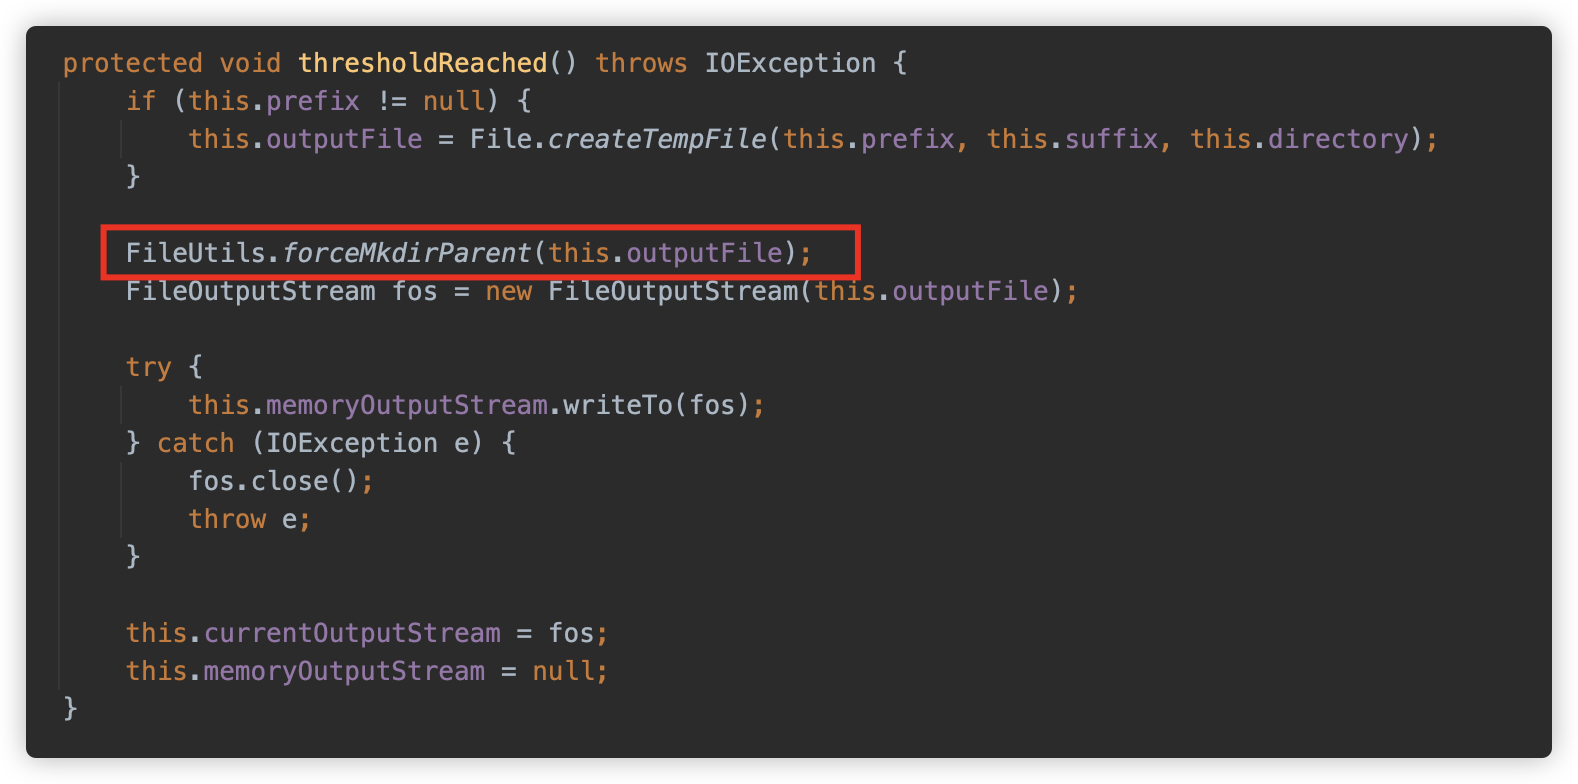 protected void thresholdReached() throws IOException {
if (this.prefix != null) {
this.outputFile = File.createTempFile(this.prefix, this.suffix, this.directory);
}
FileUtils.forceMkdirParent(this.outputFile);
FileOutputStream fos = new FileOutputStream(this.outputFile);
try {
this.memoryOutputStream.writeTo(fos);
} catch (IOException e) {
fos.close();
throw e;
}
this.currentOutputStream = fos;
this.memoryOutputStream = null;
}